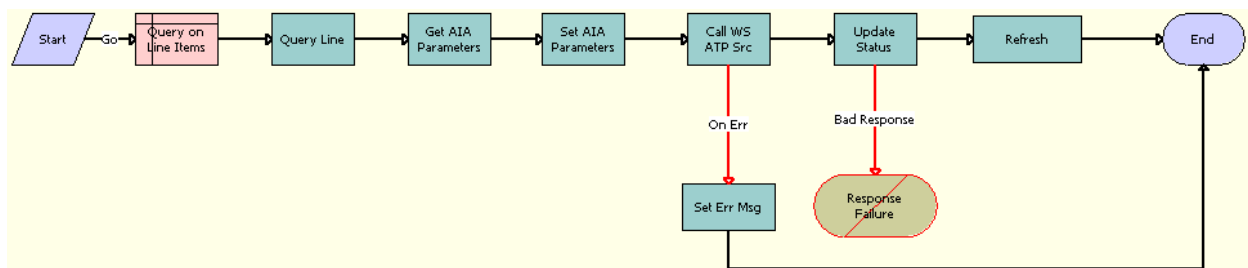 Start
Go
Query on
Line Items
Query Line
Get AIA
Parameters
Set AIA
Parameters
Call WS
ATP Src
Update
Status
Refresh
End
On Err
Bad Response
Set Err Msg
Response
Failure